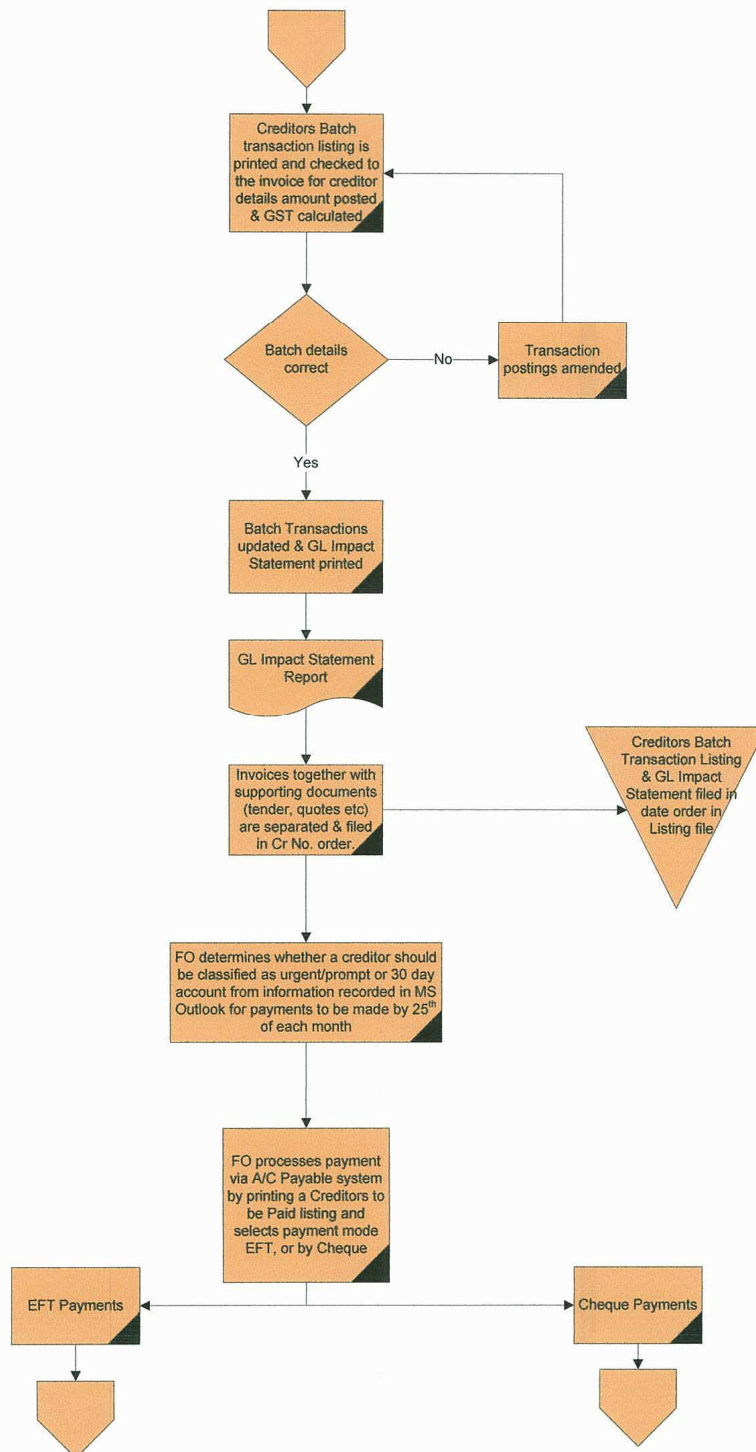 Creditors Batch
transaction listing is
printed and checked to
the invoice for creditor
details amount posted
& GST calculated
Batch details
correct
No
Transaction
postings amended
Yes
Batch Transactions
updated & GL Impact
Statement printed
GL Impact Statement
Report
Invoices together with
supporting documents
(tender, quotes etc)
are separated & filed
in Cr No. order.
Creditors Batch
Transaction Listing
& GL Impact
Statement filed in
date order in
Listing file
FO determines whether a creditor should
be classified as urgent/prompt or 30 day
account from information recorded in MS
Outlook for payments to be made by 25th
of each month
FO processes payment
via A/C Payable system
by printing a Creditors to
be Paid listing and
selects payment mode
EFT, or by Cheque
EFT Payments
Cheque Payments